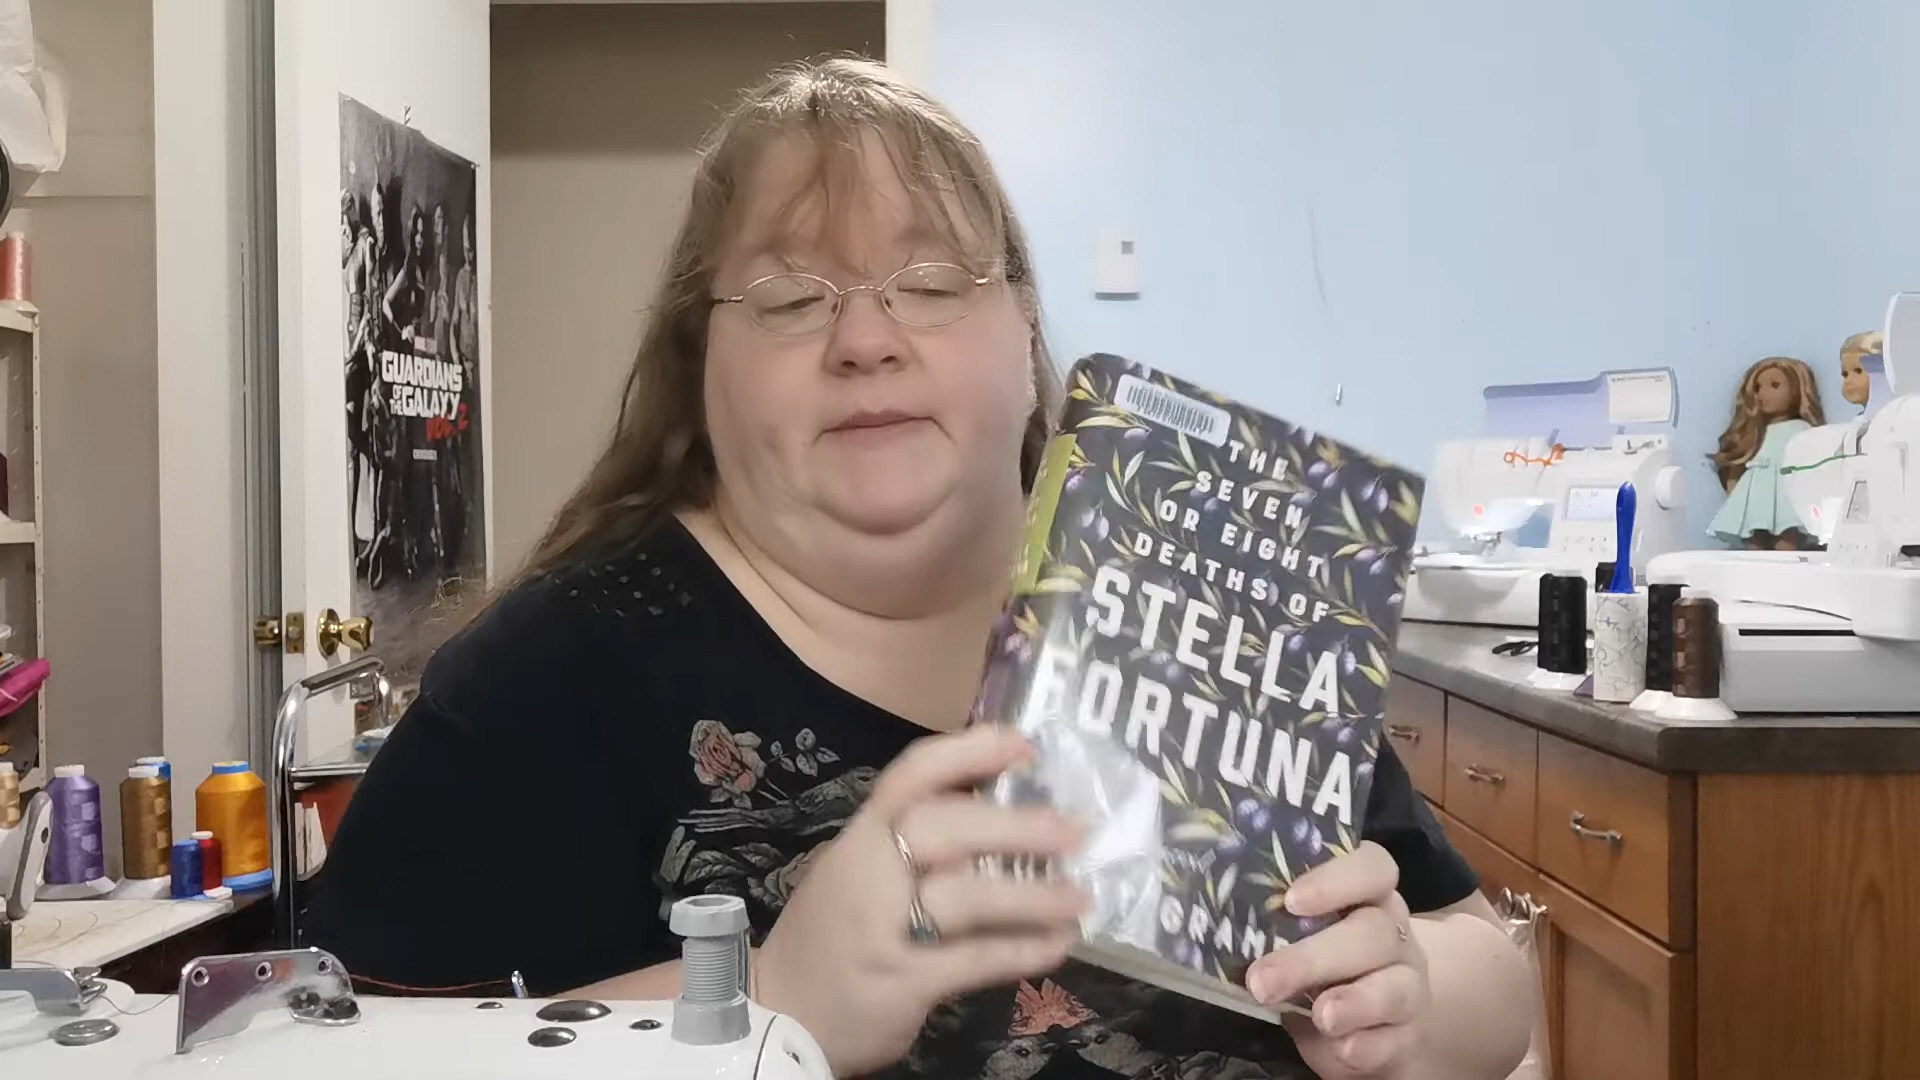 GUARDIANS
OF
THE GALAXY
VOL. 2
THE
SEVEN
OR EIGHT
DEATHS OF
STELLA
FORTUNA